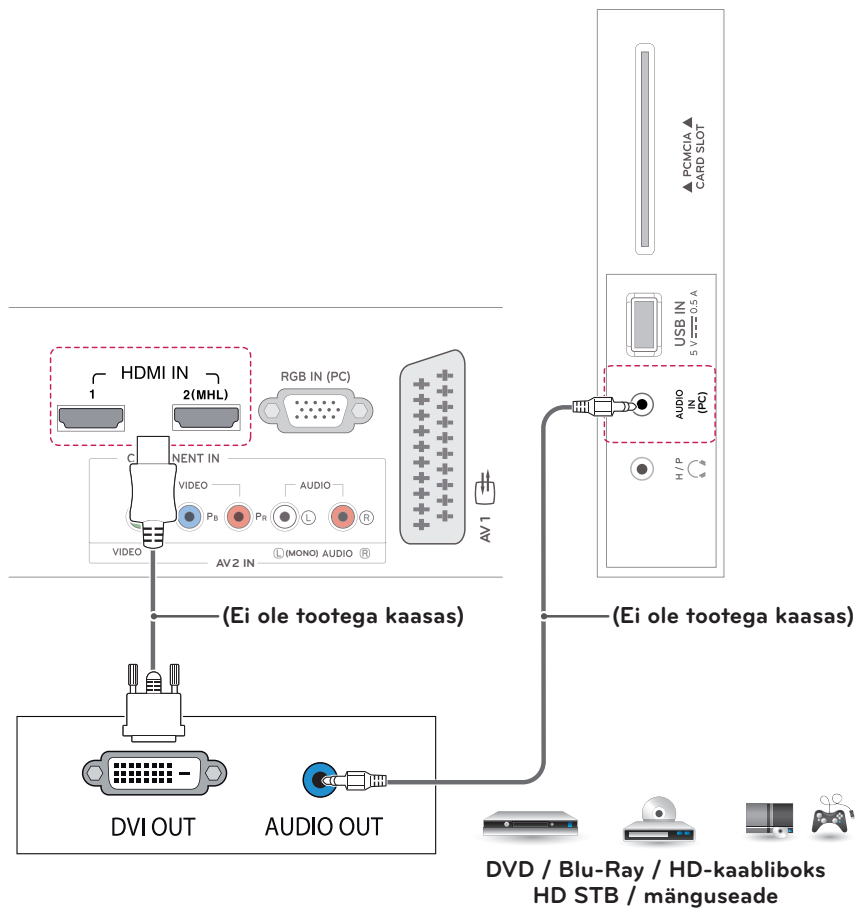 ▲ PCMCIA ▲
CARD SLOT
USB IN
5 V 0.5 A
AUDIO
IN
(PC)
H / P
HDMI IN
1
2(MHL)
RGB IN (PC)
VIDEO
AUDIO
PB
PR
L
R
VIDEO
L (MONO) AUDIO R
AV2 IN
AV 1
(Ei ole tootega kaasas)
(Ei ole tootega kaasas)
DVI OUT
AUDIO OUT
DVD / Blu-Ray / HD-kaabliboks
HD STB / mänguseade